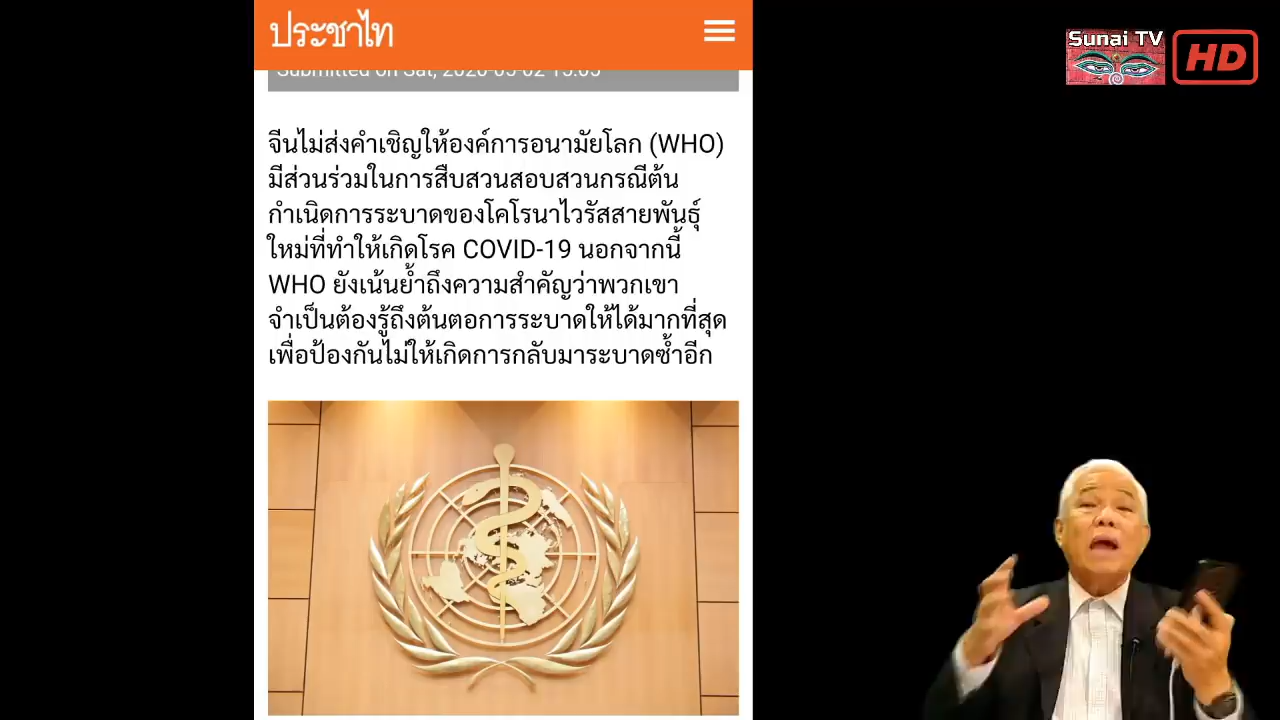 ประชาไท
Sunai TV
HD
Submitted on Sat, 2020-05-02 15:05
จีนไม่ส่งคำเชิญให้องค์การอนามัยโลก (WHO)
มีส่วนร่วมในการสืบสวนสอบสวนกรณีต้น
กำเนิดการระบาดของโคโรนาไวรัสสายพันธุ์
ใหม่ที่ทำให้เกิดโรค COVID-19 นอกจากนี้
WHO ยังเน้นย้ำถึงความสำคัญว่าพวกเขา
จำเป็นต้องรู้ถึงต้นตอการระบาดให้ได้มากที่สุด
เพื่อป้องกันไม่ให้เกิดการกลับมาระบาดซ้ำอีก